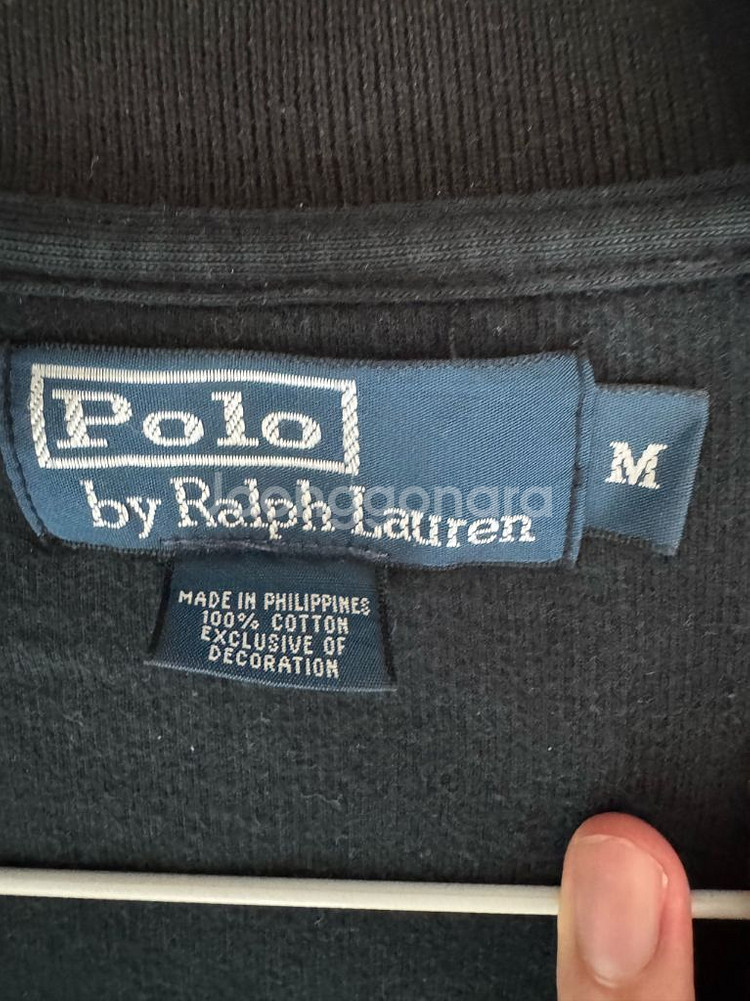 Polo
by Ralph Lauren
M
MADE IN PHILIPPINES
100% COTTON
EXCLUSIVE OF
DECORATION